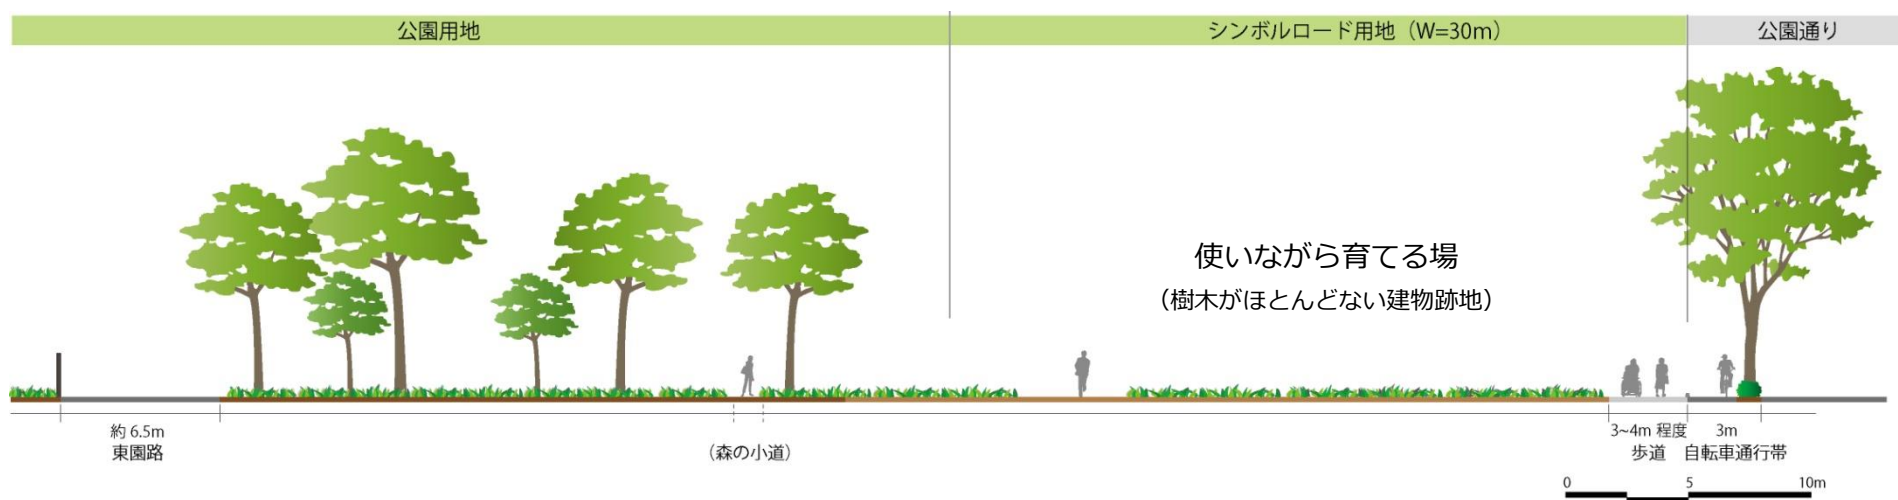 公園用地
シンボルロード用地（W=30m）
公園通り
使いながら育てる場
（樹木がほとんどない建物跡地）
約 6.5m
東園路
（森の小道）
3~4m 程度
歩道
3m
自転車通行帯
0 5 10m